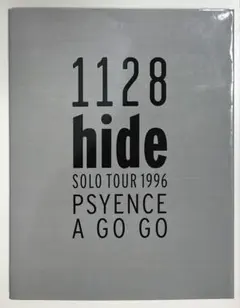 1128
hide
SOLO TOUR 1996
PSYENCE
A GO GO